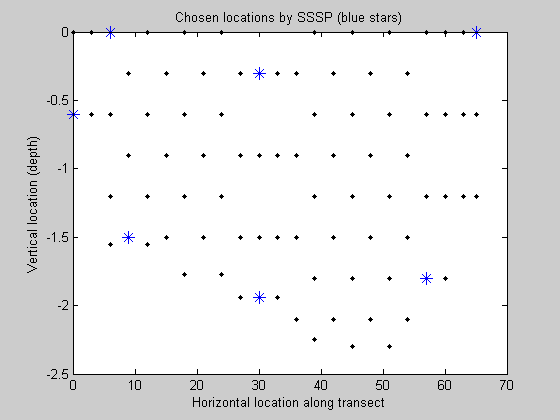 Chosen locations by SSSP (blue stars)
0
-0.5
-1
-1.5
-2
-2.5
Vertical location (depth)
0 10 20 30 40 50 60 70
Horizontal location along transect